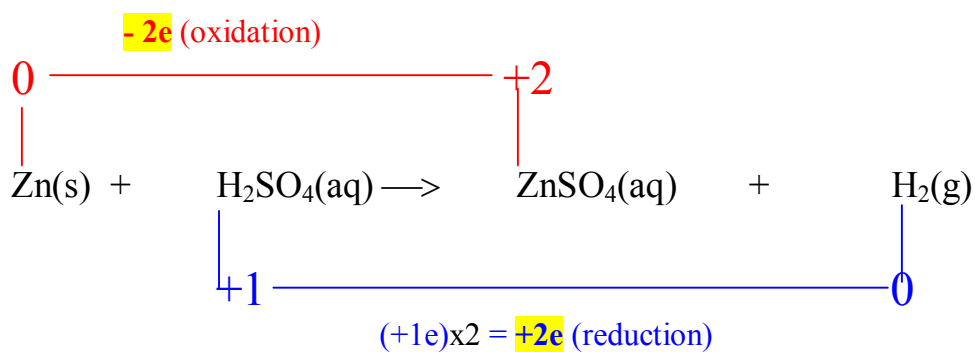 - 2e (oxidation)
0 +2
Zn(s) + H₂SO₄(aq) —> ZnSO₄(aq) + H₂(g)
+1 0
(+1e)x2 = +2e (reduction)